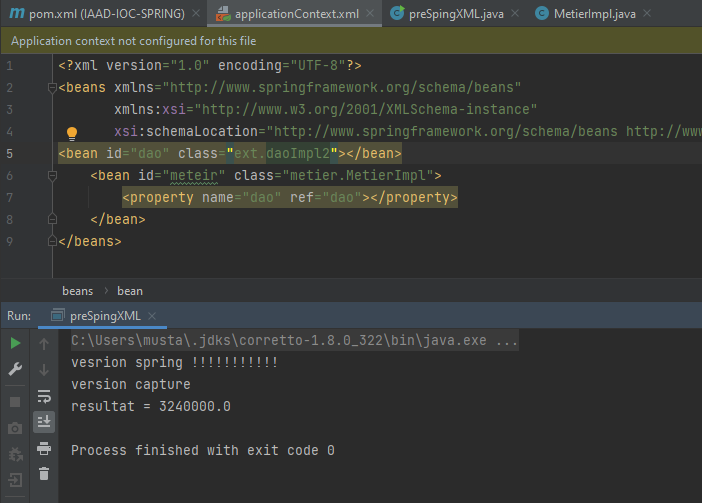 pom.xml (IAAD-IOC-SPRING) applicationContext.xml preSpingXML.java MetierImpl.java
Application context not configured for this file
1 <?xml version="1.0" encoding="UTF-8"?>
2 <beans xmlns="http://www.springframework.org/schema/beans"
3 xmlns:xsi="http://www.w3.org/2001/XMLSchema-instance"
4 xsi:schemaLocation="http://www.springframework.org/schema/beans http://www
5 <bean id="dao" class="ext.daoImpl2"></bean>
6 <bean id="meteir" class="metier.MetierImpl">
7 <property name="dao" ref="dao"></property>
8 </bean>
9 </beans>
beans > bean
Run: preSpingXML
C:\Users\musta\.jdks\corretto-1.8.0_322\bin\java.exe ...
vesrion spring !!!!!!!!!!!
version capture
resultat = 3240000.0
Process finished with exit code 0